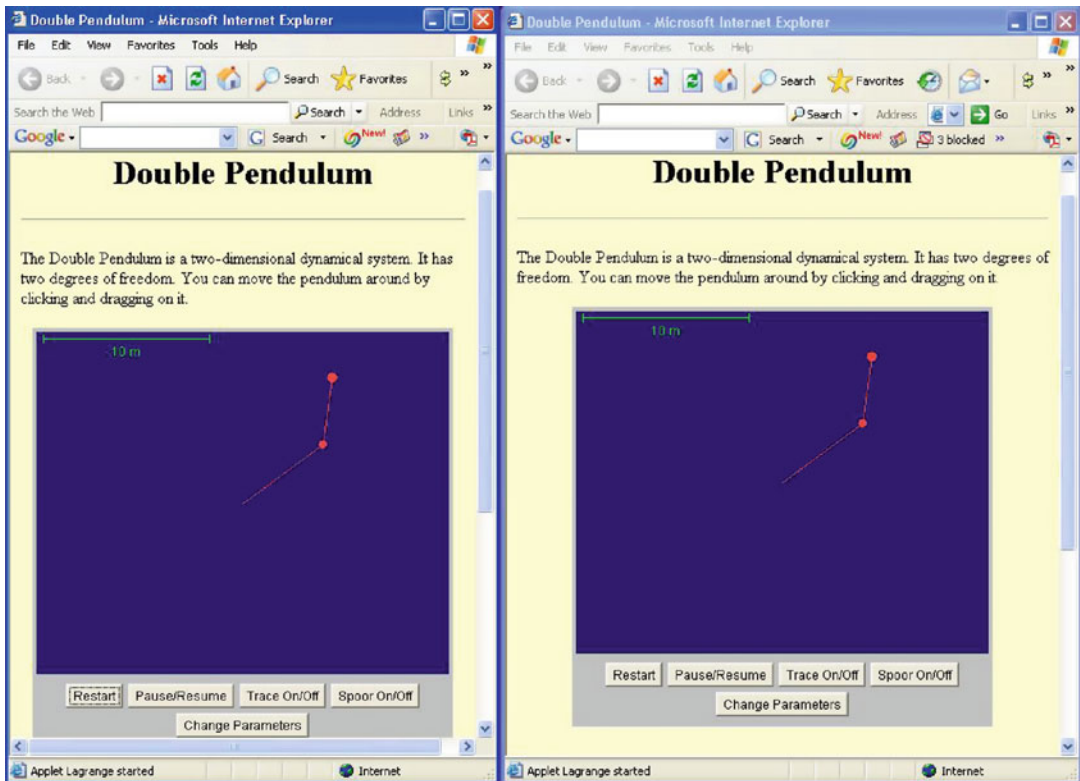 Double Pendulum - Microsoft Internet Explorer
File Edit View Favorites Tools Help
Back Search Favorites
Search the Web Search Address Links
Google Search New!
Double Pendulum
The Double Pendulum is a two-dimensional dynamical system. It has
two degrees of freedom. You can move the pendulum around by
clicking and dragging on it.
10 m
Restart Pause/Resume Trace On/Off Spoor On/Off
Change Parameters
Applet Lagrange started Internet
Double Pendulum - Microsoft Internet Explorer
File Edit View Favorites Tools Help
Back Search Favorites
Search the Web Search Address Go Links
Google Search New! 3 blocked
Double Pendulum
The Double Pendulum is a two-dimensional dynamical system. It has two degrees of
freedom. You can move the pendulum around by clicking and dragging on it.
10 m
Restart Pause/Resume Trace On/Off Spoor On/Off
Change Parameters
Applet Lagrange started Internet